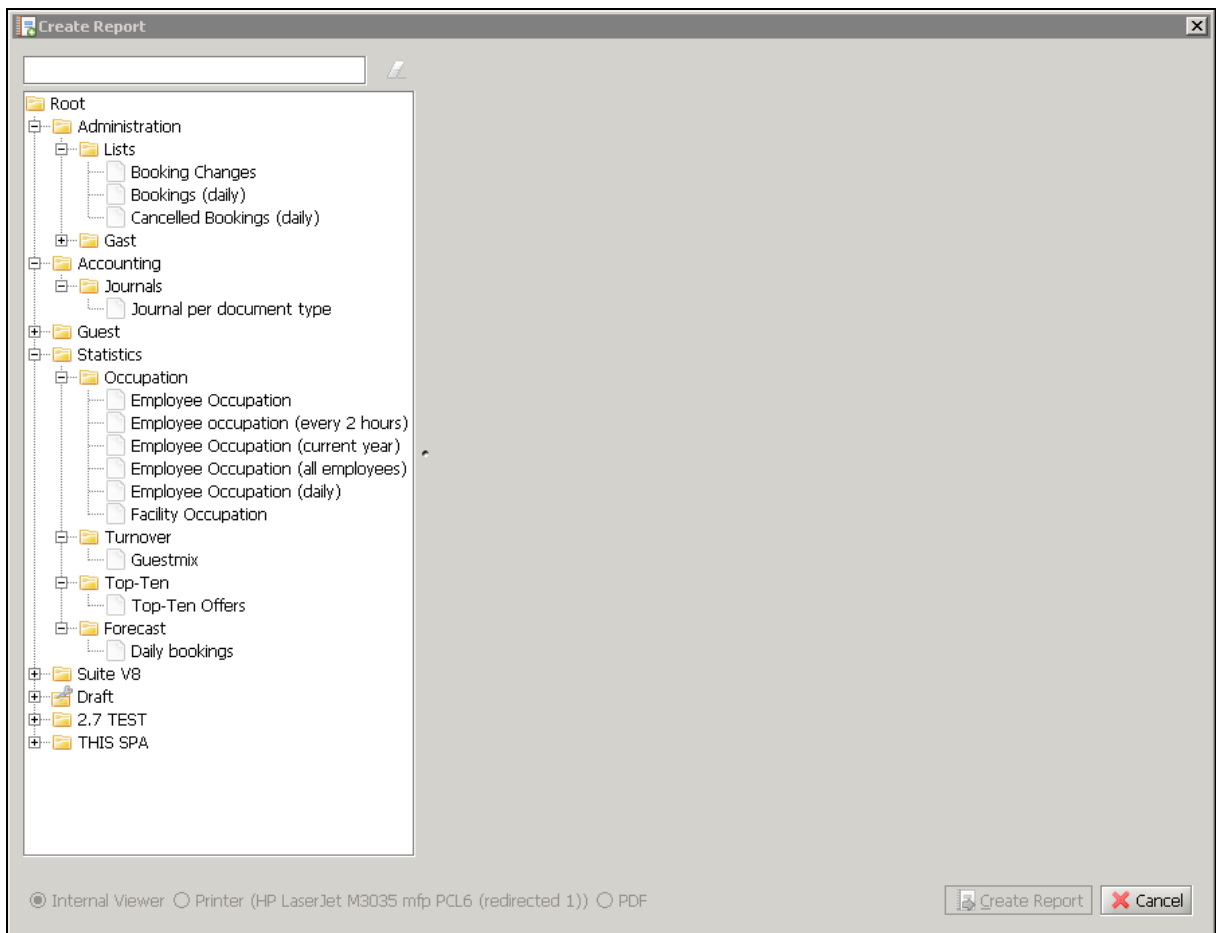 Create Report
Root
Administration
Lists
Booking Changes
Bookings (daily)
Cancelled Bookings (daily)
Gast
Accounting
Journals
Journal per document type
Guest
Statistics
Occupation
Employee Occupation
Employee occupation (every 2 hours)
Employee Occupation (current year)
Employee Occupation (all employees)
Employee Occupation (daily)
Facility Occupation
Turnover
Guestmix
Top-Ten
Top-Ten Offers
Forecast
Daily bookings
Suite V8
Draft
2.7 TEST
THIS SPA
Internal Viewer Printer (HP LaserJet M3035 mfp PCL6 (redirected 1)) PDF Create Report Cancel